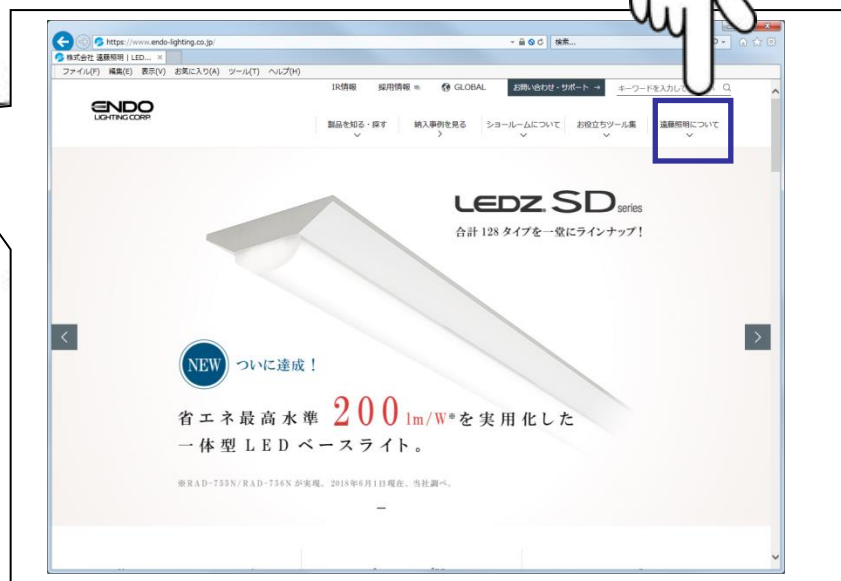 https://www.endo-lighting.co.jp/
検索...
株式会社 遠藤照明 | LED...
ファイル(F) 編集(E) 表示(V) お気に入り(A) ツール(T) ヘルプ(H)
IR情報 採用情報 GLOBAL お問い合わせ・サポート → キーワードを入力して
ENDO
LIGHTING CORP.
製品を知る・探す 納入事例を見る ショールームについて お役立ちツール集 遠藤照明について
LEDZ. SD series
合計128タイプを一堂にラインナップ!
NEW ついに達成!
省エネ最高水準 200 lm/W※を実用化した
一体型LEDベースライト。
※RAD-755N/RAD-756Nが実現。2018年6月1日現在、当社調べ。